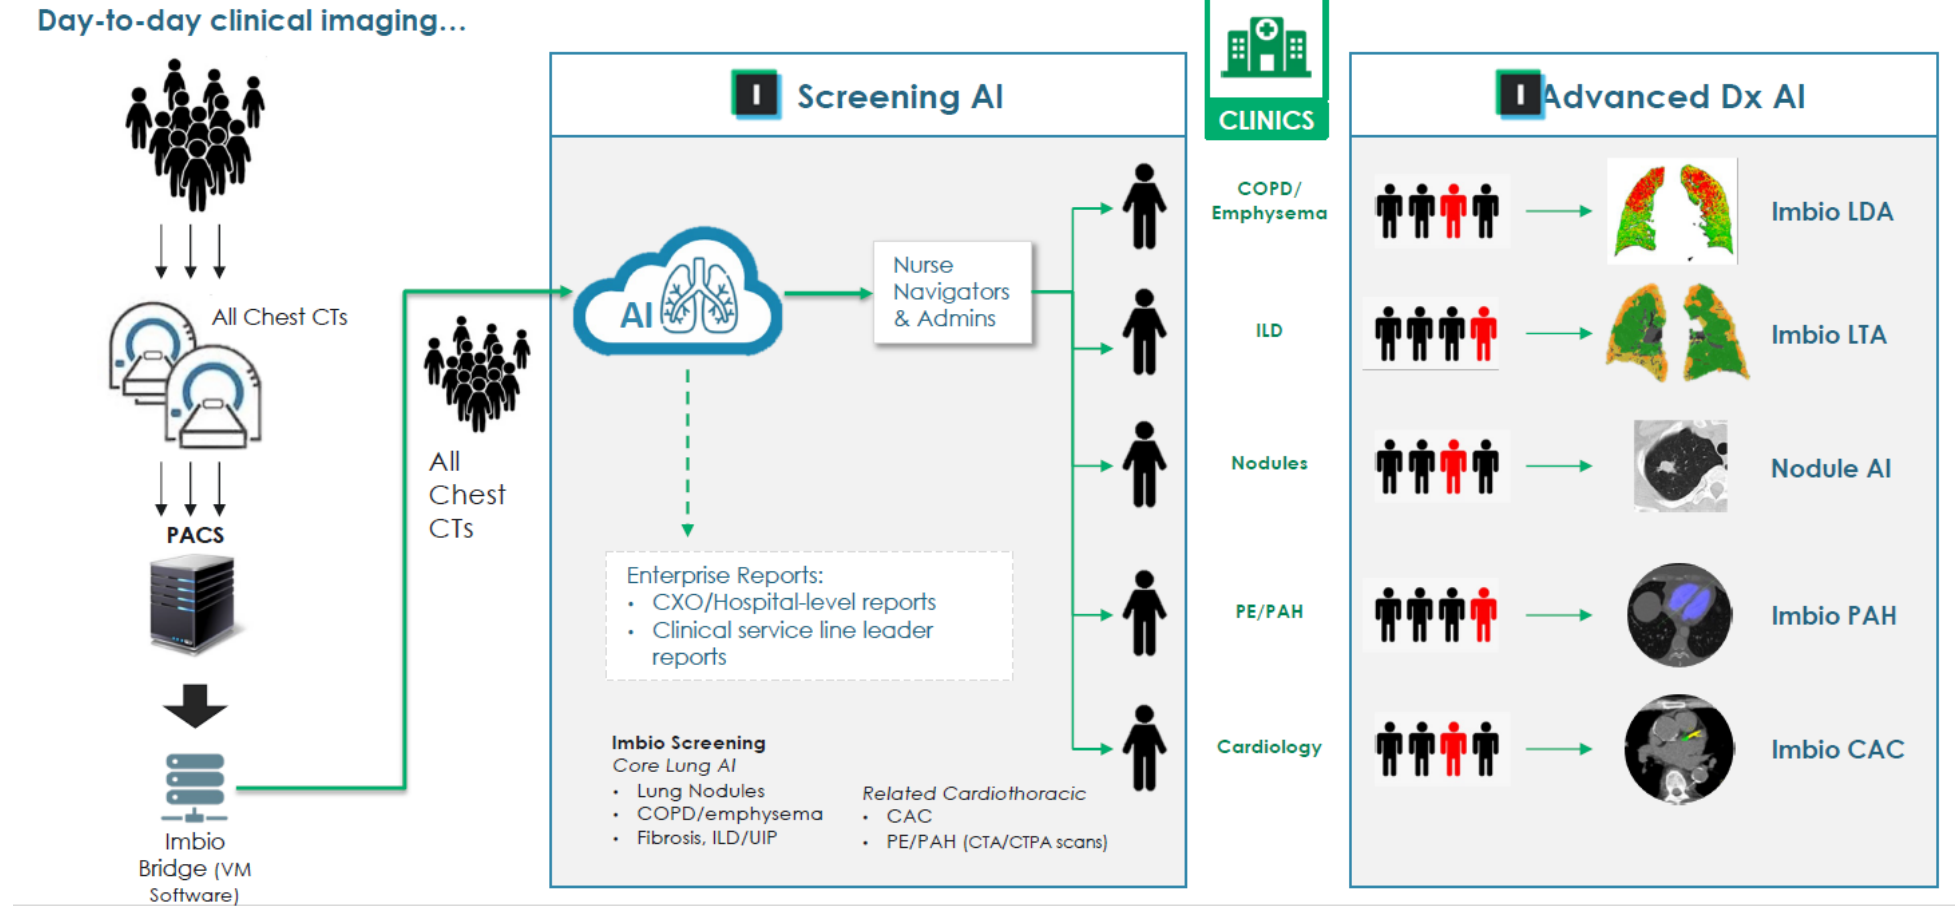 Day-to-day clinical imaging...
All Chest CTs
PACS
Imbio
Bridge (VM
Software)
All
Chest
CTs
I Screening AI
AI
Nurse
Navigators
& Admins
Enterprise Reports:
• CXO/Hospital-level reports
• Clinical service line leader
reports
Imbio Screening
Core Lung AI
• Lung Nodules
• COPD/emphysema
• Fibrosis, ILD/UIP
Related Cardiothoracic
• CAC
• PE/PAH (CTA/CTPA scans)
CLINICS
COPD/
Emphysema
ILD
Nodules
PE/PAH
Cardiology
I Advanced Dx AI
Imbio LDA
Imbio LTA
Nodule AI
Imbio PAH
Imbio CAC